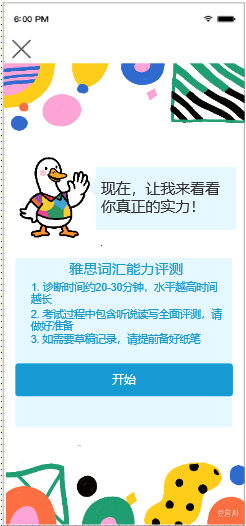 6:00 PM
现在，让我来看看
你真正的实力！
雅思词汇能力评测
1. 诊断时间约20-30分钟，水平越高时间
越长
2. 考试过程中包含听说读写全面评测，请
做好准备
3. 如需要草稿记录，请提前备好纸笔
开始
豆包AI